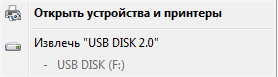 Открыть устройства и принтеры
Извлечь "USB DISK 2.0"
- USB DISK (F:)